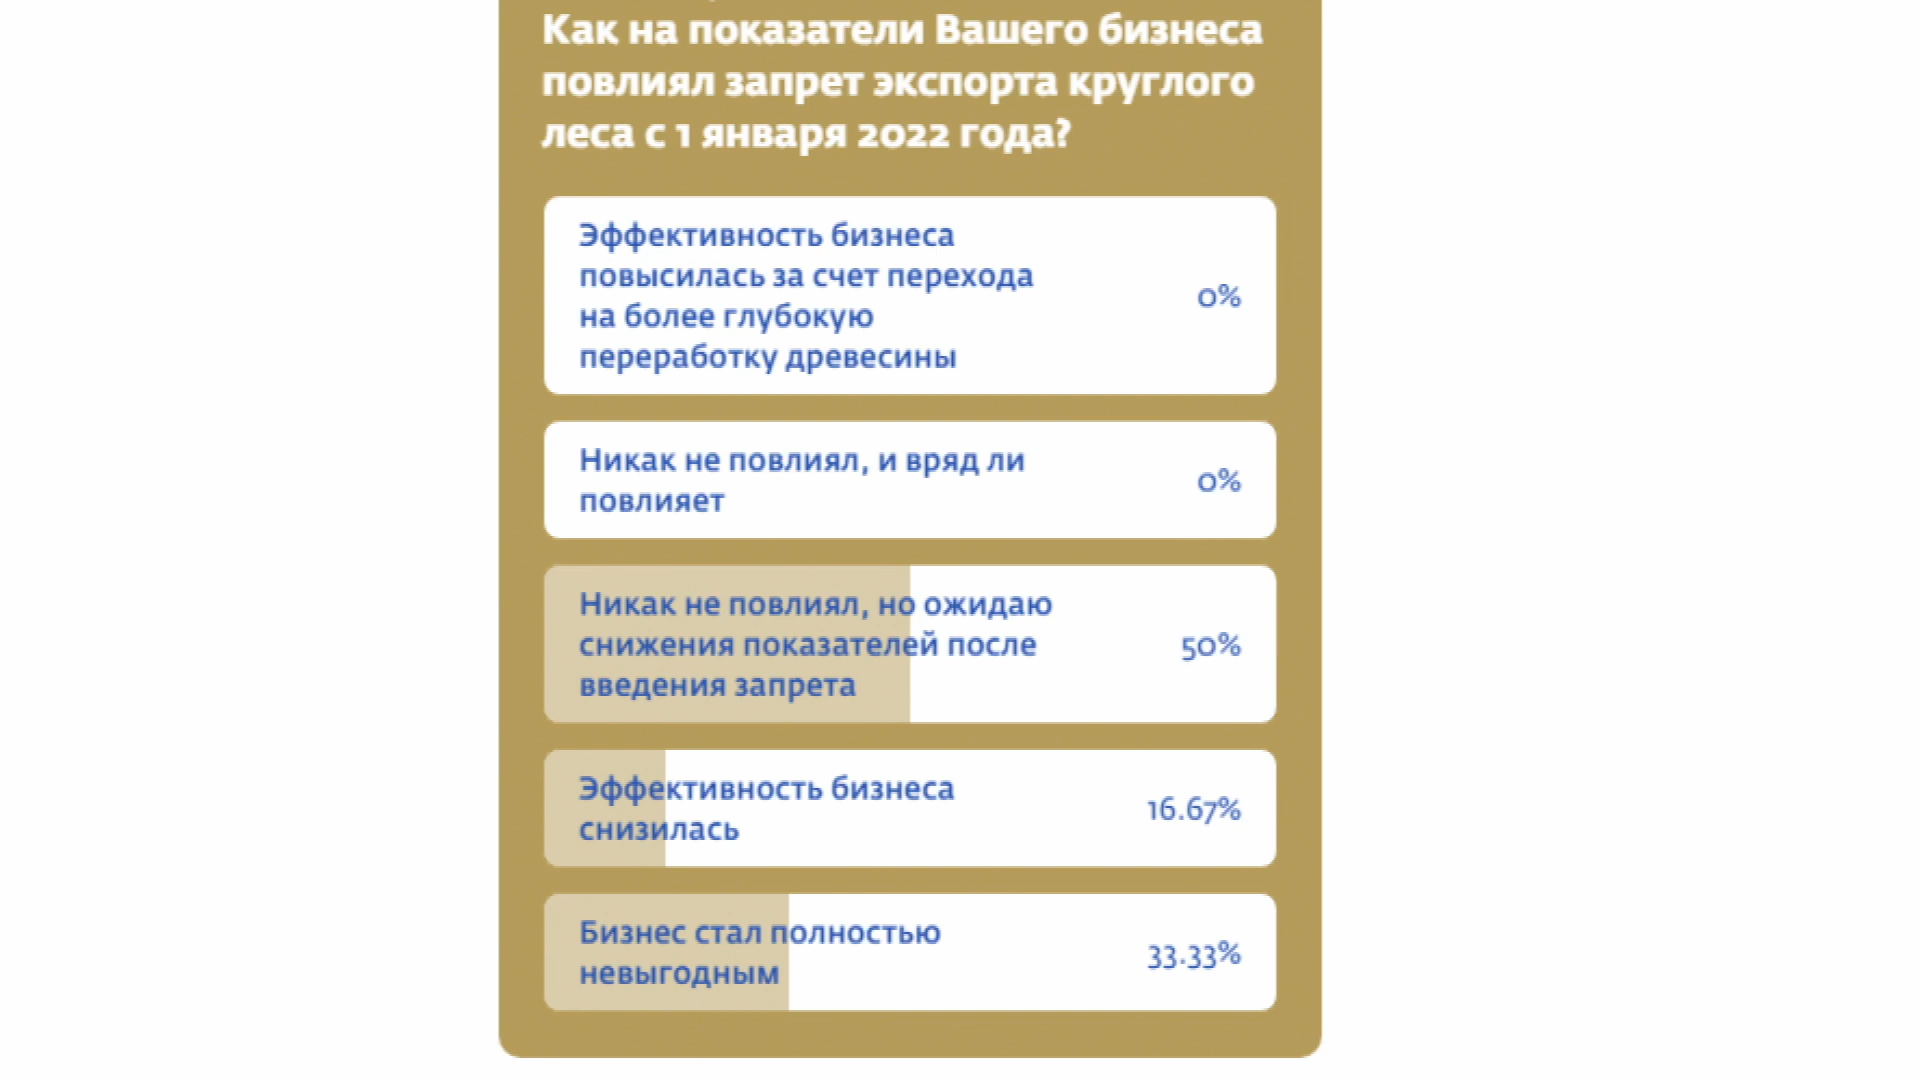 Как на показатели Вашего бизнеса
повлиял запрет экспорта круглого
леса с 1 января 2022 года?
Эффективность бизнеса
повысилась за счет перехода
на более глубокую
переработку древесины
0%
Никак не повлиял, и вряд ли
повлияет
0%
Никак не повлиял, но ожидаю
снижения показателей после
введения запрета
50%
Эффективность бизнеса
снизилась
16.67%
Бизнес стал полностью
невыгодным
33.33%